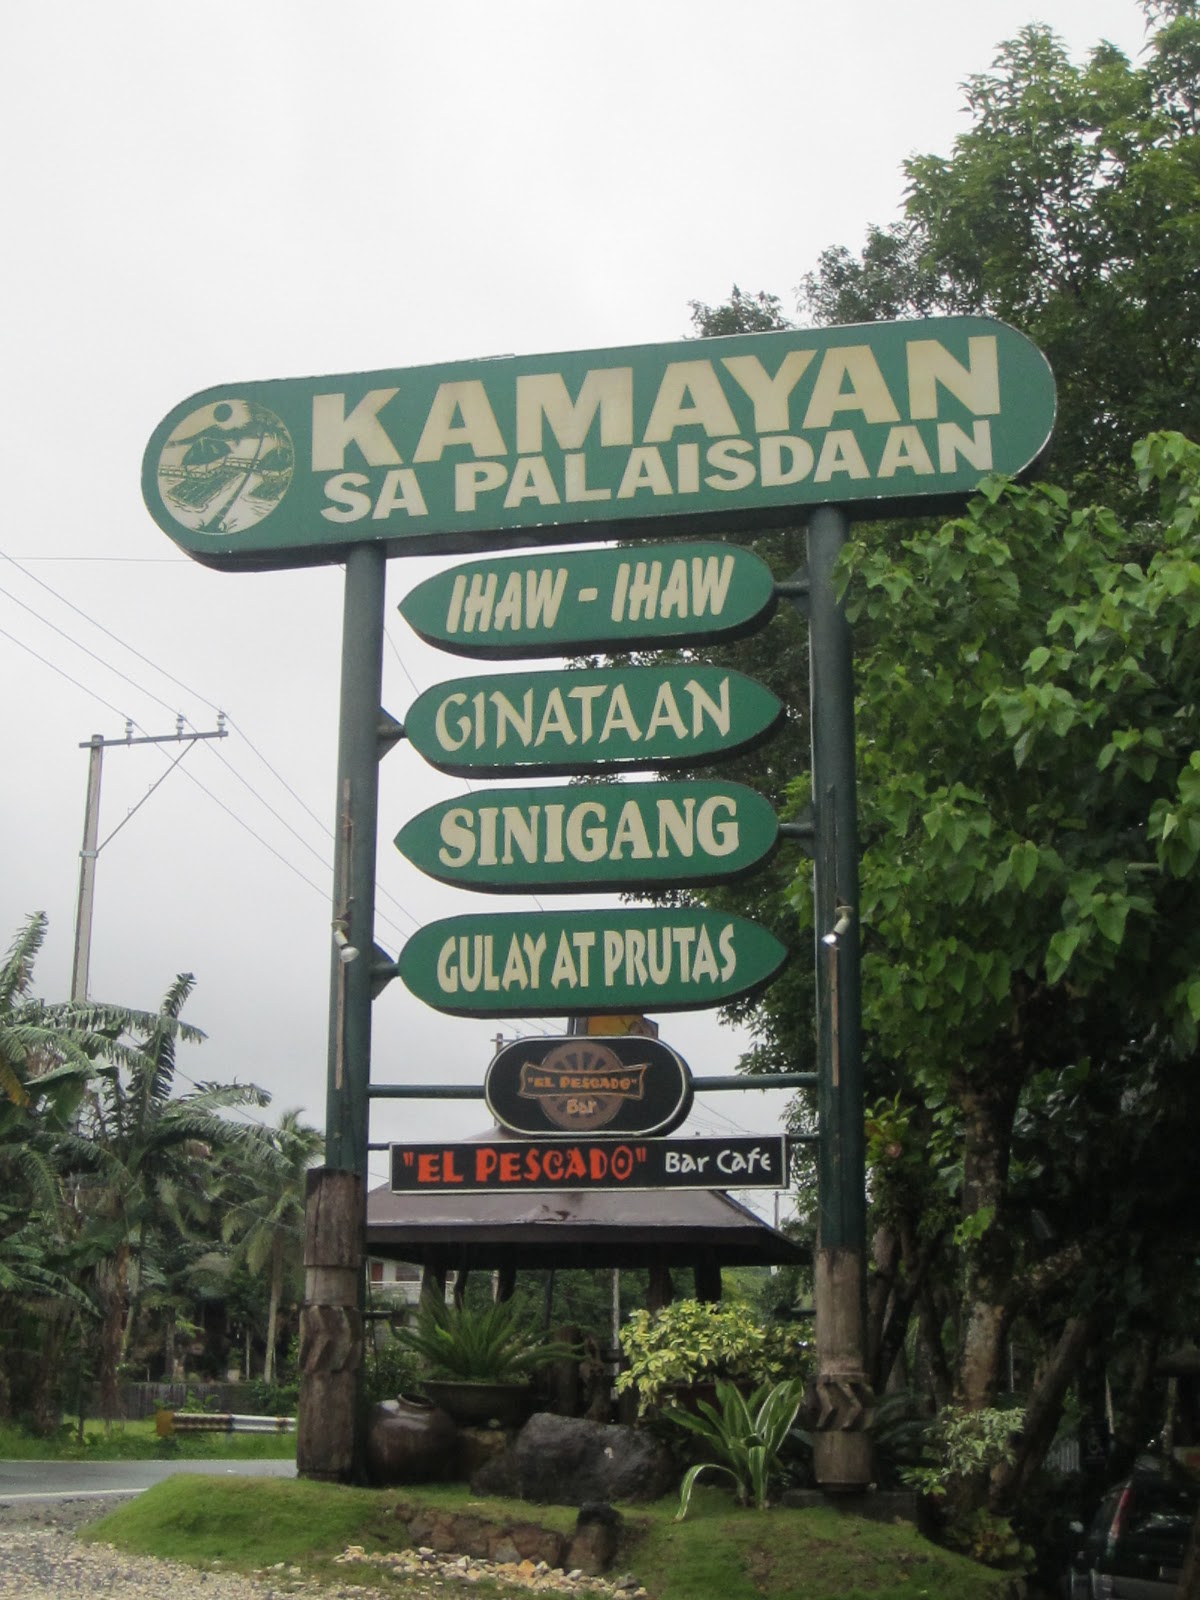 KAMAYAN
SA PALAISDAAN
IHAW - IHAW
GINATAAN
SINIGANG
GULAY AT PRUTAS
"EL PESCADO"
Bar
"EL PESCADO" Bar Cafe